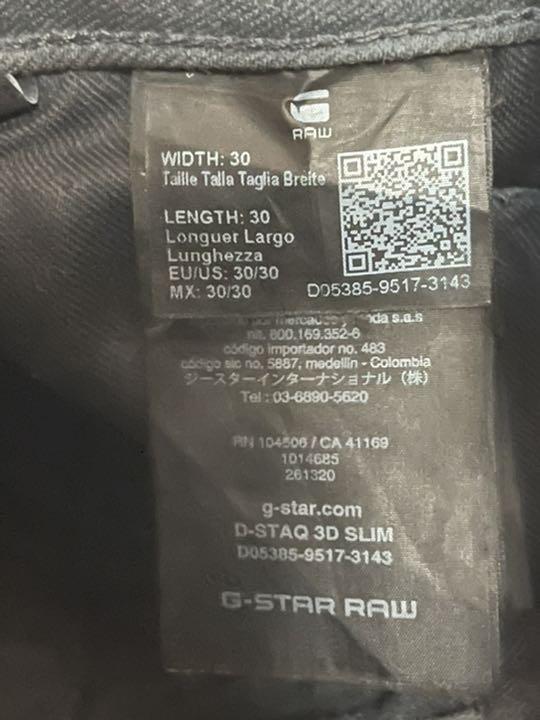 RAW
WIDTH: 30
Taille Talla Taglia Breite
LENGTH: 30
Longuer Largo
Lunghezza
EU/US: 30/30
MX: 30/30
D05385-9517-3143
por mercadeo y moda s.a.s
nit. 800.169.352-6
código importador no. 483
código sic no. 5887, medellin - Colombia
ジースターインターナショナル（株）
Tel : 03-6890-5620
RN 104506 / CA 41169
1014685
261320
g-star.com
D-STAQ 3D SLIM
D05385-9517-3143
G-STAR RAW